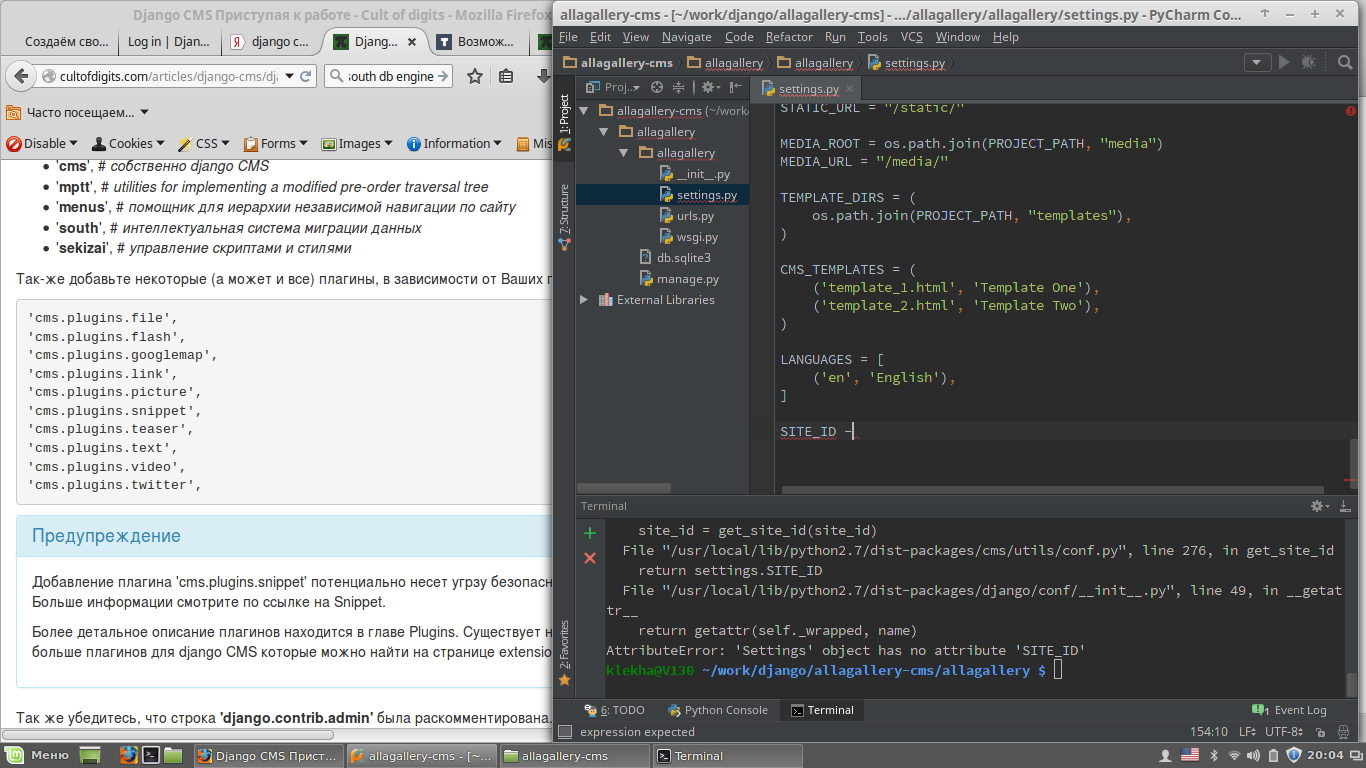 Django CMS Приступая к работе - Cult of digits - Mozilla Firefox
Создаём сво...
Log in | Djan...
django c...
Djang...
Возмож...
cultofdigits.com/articles/django-cms/dj
south db engine
Часто посещаем...
Disable
Cookies
CSS
Forms
Images
Information
Mis
'cms', # собственно django CMS
'mptt', # utilities for implementing a modified pre-order traversal tree
'menus', # помощник для иерархии независимой навигации по сайту
'south', # интеллектуальная система миграции данных
'sekizai', # управление скриптами и стилями
Так-же добавьте некоторые (а может и все) плагины, в зависимости от Ваших п
'cms.plugins.file',
'cms.plugins.flash',
'cms.plugins.googlemap',
'cms.plugins.link',
'cms.plugins.picture',
'cms.plugins.snippet',
'cms.plugins.teaser',
'cms.plugins.text',
'cms.plugins.video',
'cms.plugins.twitter',
Предупреждение
Добавление плагина 'cms.plugins.snippet' потенциально несет угрзу безопасн
Больше информации смотрите по ссылке на Snippet.
Более детальное описание плагинов находится в главе Plugins. Существует н
больше плагинов для django CMS которые можно найти на странице extension
Так же убедитесь, что строка 'django.contrib.admin' была раскомментирована.
allagallery-cms - [~/work/django/allagallery-cms] - .../allagallery/allagallery/settings.py - PyCharm Co...
File Edit View Navigate Code Refactor Run Tools VCS Window Help
allagallery-cms
allagallery
allagallery
settings.py
1: Project
7: Structure
2: Favorites
Proj..
allagallery-cms (~/work/
allagallery
allagallery
__init__.py
settings.py
urls.py
wsgi.py
db.sqlite3
manage.py
External Libraries
settings.py
STATIC_URL = "/static/"
MEDIA_ROOT = os.path.join(PROJECT_PATH, "media")
MEDIA_URL = "/media/"
TEMPLATE_DIRS = (
os.path.join(PROJECT_PATH, "templates"),
)
CMS_TEMPLATES = (
('template_1.html', 'Template One'),
('template_2.html', 'Template Two'),
)
LANGUAGES = [
('en', 'English'),
]
SITE_ID -
Terminal
site_id = get_site_id(site_id)
File "/usr/local/lib/python2.7/dist-packages/cms/utils/conf.py", line 276, in get_site_id
return settings.SITE_ID
File "/usr/local/lib/python2.7/dist-packages/django/conf/__init__.py", line 49, in __getat
tr__
return getattr(self._wrapped, name)
AttributeError: 'Settings' object has no attribute 'SITE_ID'
klekha@V130 ~/work/django/allagallery-cms/allagallery $
6: TODO
Python Console
Terminal
1 Event Log
expression expected
154:10 LF÷ UTF-8÷
Меню
Django CMS Прист...
allagallery-cms - [~...
allagallery-cms
Terminal
20:04